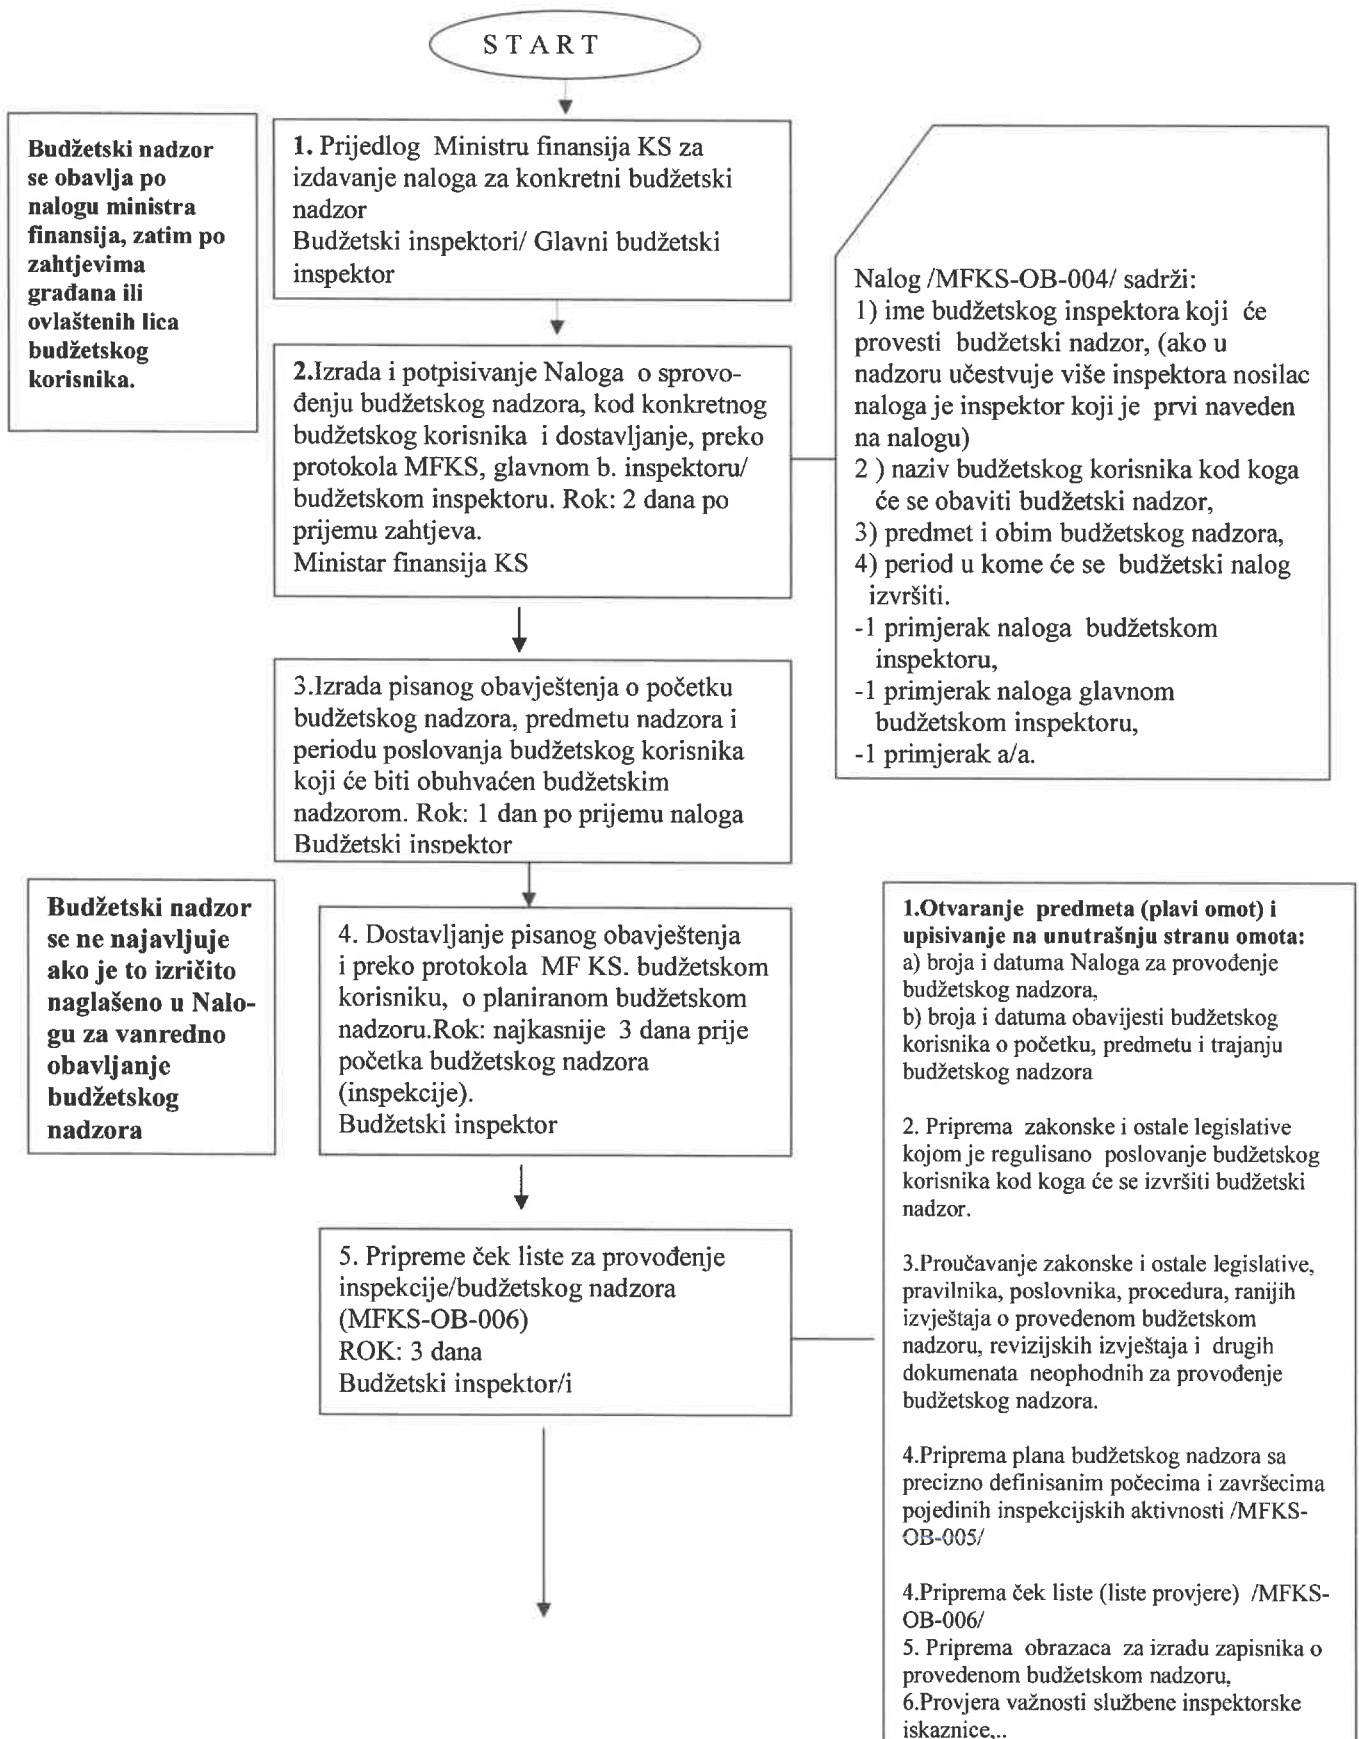 START
Budžetski nadzor
se obavlja po
nalogu ministra
finansija, zatim po
zahtjevima
građana ili
ovlaštenih lica
budžetskog
korisnika.
1. Prijedlog Ministru finansija KS za
izdavanje naloga za konkretni budžetski
nadzor
Budžetski inspektori/ Glavni budžetski
inspektor
2.Izrada i potpisivanje Naloga o sprovo-
đenju budžetskog nadzora, kod konkretnog
budžetskog korisnika i dostavljanje, preko
protokola MFKS, glavnom b. inspektoru/
budžetskom inspektoru. Rok: 2 dana po
prijemu zahtjeva.
Ministar finansija KS
Nalog /MFKS-OB-004/ sadrži:
1) ime budžetskog inspektora koji će
provesti budžetski nadzor, (ako u
nadzoru učestvuje više inspektora nosilac
naloga je inspektor koji je prvi naveden
na nalogu)
2 ) naziv budžetskog korisnika kod koga
će se obaviti budžetski nadzor,
3) predmet i obim budžetskog nadzora,
4) period u kome će se budžetski nalog
izvršiti.
-1 primjerak naloga budžetskom
inspektoru,
-1 primjerak naloga glavnom
budžetskom inspektoru,
-1 primjerak a/a.
3.Izrada pisanog obavještenja o početku
budžetskog nadzora, predmetu nadzora i
periodu poslovanja budžetskog korisnika
koji će biti obuhvaćen budžetskim
nadzorom. Rok: 1 dan po prijemu naloga
Budžetski inspektor
Budžetski nadzor
se ne najavljuje
ako je to izričito
naglašeno u Nalo-
gu za vanredno
obavljanje
budžetskog
nadzora
4. Dostavljanje pisanog obavještenja
i preko protokola MF KS. budžetskom
korisniku, o planiranom budžetskom
nadzoru.Rok: najkasnije 3 dana prije
početka budžetskog nadzora
(inspekcije).
Budžetski inspektor
5. Pripreme ček liste za provođenje
inspekcije/budžetskog nadzora
(MFKS-OB-006)
ROK: 3 dana
Budžetski inspektor/i
1.Otvaranje predmeta (plavi omot) i
upisivanje na unutrašnju stranu omota:
a) broja i datuma Naloga za provođenje
budžetskog nadzora,
b) broja i datuma obavijesti budžetskog
korisnika o početku, predmetu i trajanju
budžetskog nadzora
2. Priprema zakonske i ostale legislative
kojom je regulisano poslovanje budžetskog
korisnika kod koga će se izvršiti budžetski
nadzor.
3.Proučavanje zakonske i ostale legislative,
pravilnika, poslovnika, procedura, ranijih
izvještaja o provedenom budžetskom
nadzoru, revizijskih izvještaja i drugih
dokumenata neophodnih za provođenje
budžetskog nadzora.
4.Priprema plana budžetskog nadzora sa
precizno definisanim počecima i završecima
pojedinih inspekcijskih aktivnosti /MFKS-
OB-005/
4.Priprema ček liste (liste provjere) /MFKS-
OB-006/
5. Priprema obrazaca za izradu zapisnika o
provedenom budžetskom nadzoru,
6.Provjera važnosti službene inspektorske
iskaznice,..